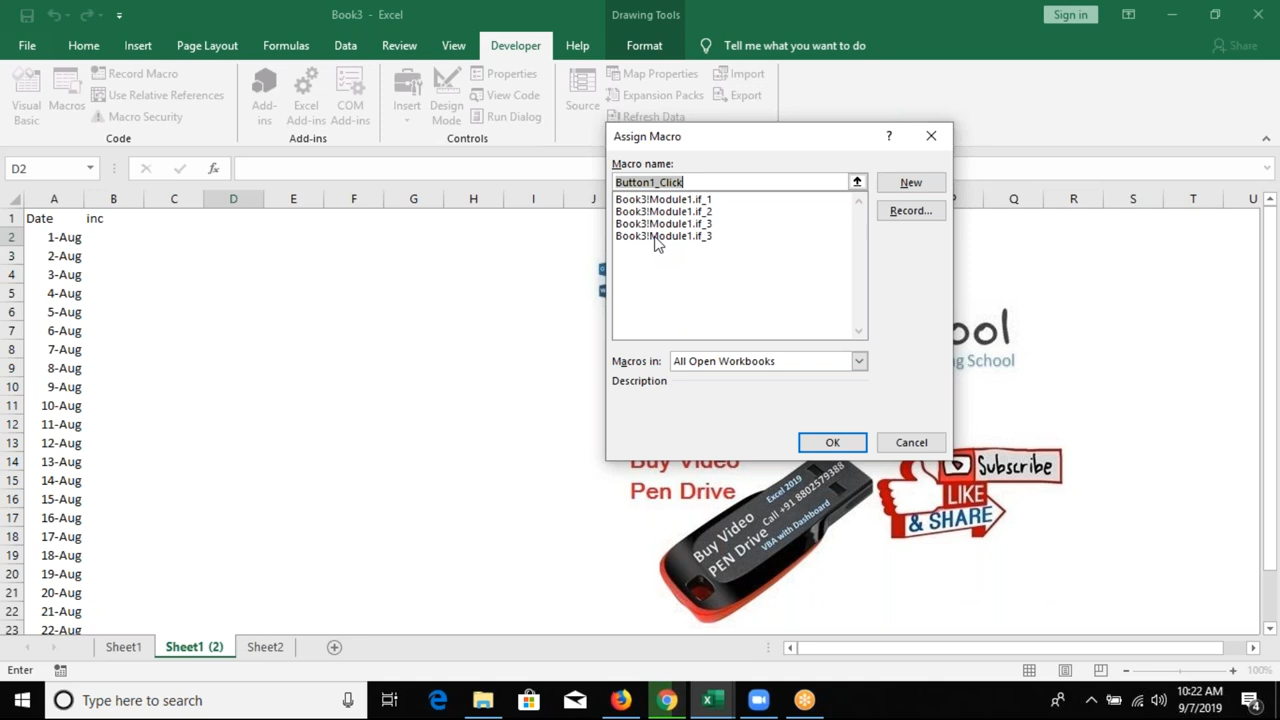 Book3 - Excel
Drawing Tools
Sign in
File
Home
Insert
Page Layout
Formulas
Data
Review
View
Developer
Help
Format
Tell me what you want to do
Share
Visual Basic
Macros
Record Macro
Use Relative References
Macro Security
Code
Add-ins
Excel Add-ins
COM Add-ins
Add-ins
Insert
Design Mode
Properties
View Code
Run Dialog
Controls
Source
Map Properties
Expansion Packs
Refresh Data
Import
Export
D2
Assign Macro
?
Macro name:
Button1_Click
New
Record...
Book3!Module1.if_1
Book3!Module1.if_2
Book3!Module1.if_3
Book3!Module1.if_3
Macros in:
All Open Workbooks
Description
OK
Cancel
A B C D E F G H I P Q R S T U
1 Date inc
2 1-Aug
3 2-Aug
4 3-Aug
5 4-Aug
6 5-Aug
7 6-Aug
8 7-Aug
9 8-Aug
10 9-Aug
11 10-Aug
12 11-Aug
13 12-Aug
14 13-Aug
15 14-Aug
16 15-Aug
17 16-Aug
18 17-Aug
19 18-Aug
20 19-Aug
21 20-Aug
22 21-Aug
23 22-Aug
ool
g School
Buy Video
Pen Drive
Buy Video
PEN Drive
Excel 2019
Call +91 8802579388
VBA with Dashboard
Subscribe
LIKE
& SHARE
Sheet1
Sheet1 (2)
Sheet2
Enter
100%
Type here to search
10:22 AM
9/7/2019
4